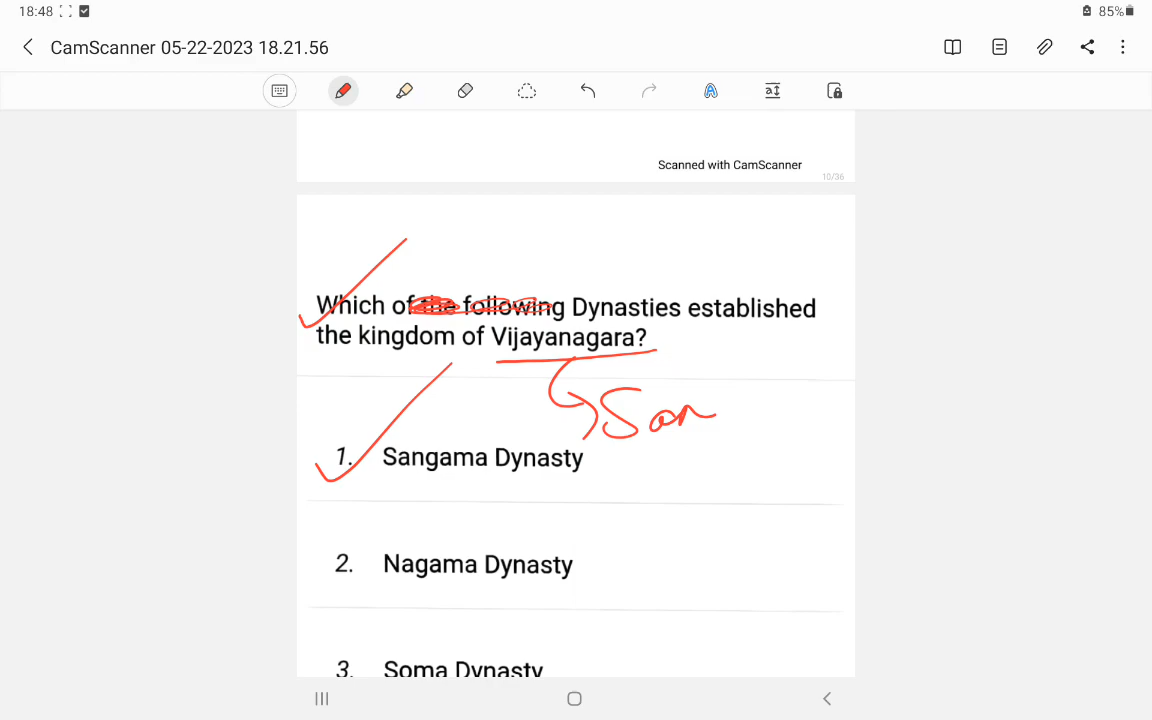 18:48
85%
CamScanner 05-22-2023 18.21.56
Scanned with CamScanner
10/36
Which of the following Dynasties established
the kingdom of Vijayanagara?
San
1. Sangama Dynasty
2. Nagama Dynasty
3. Soma Dynasty